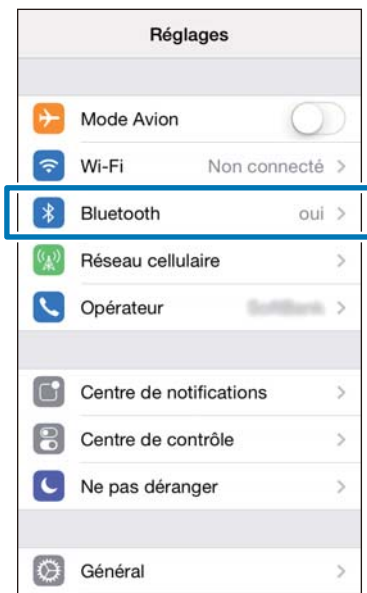 Réglages
Mode Avion
Wi-Fi Non connecté
Bluetooth oui
Réseau cellulaire
Opérateur
Centre de notifications
Centre de contrôle
Ne pas déranger
Général